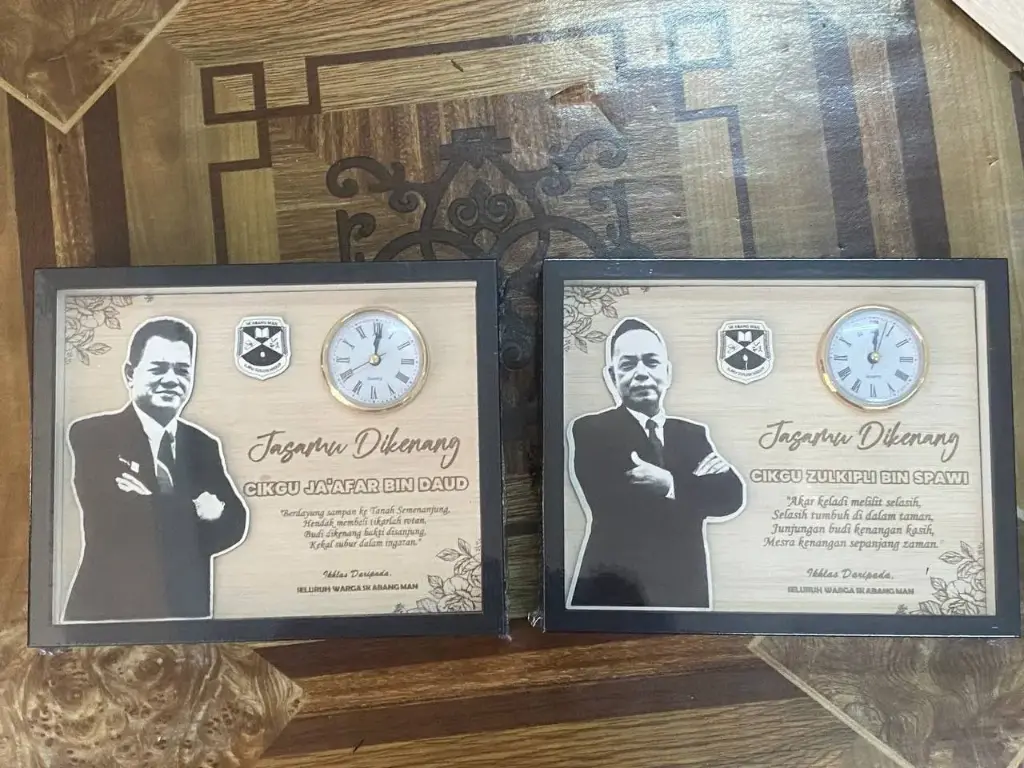 Jasamu Dikenang
CIKGU JA'AFAR BIN DAUD
"Berdayung sampan ke Tanah Semenanjung,
Hendak membeli tikarlah rotan,
Budi dikenang bakti disanjung,
Kekal subur dalam ingatan."
Ikhlas Daripada,
SELURUH WARGA SK ABANG MAN
Jasamu Dikenang
CIKGU ZULKIPLI BIN SPAWI
"Akar keladi melilit selasih,
Selasih tumbuh di dalam taman,
Junjungan budi kenangan kasih,
Mesra kenangan sepanjang zaman."
Ikhlas Daripada,
SELURUH WARGA SK ABANG MAN